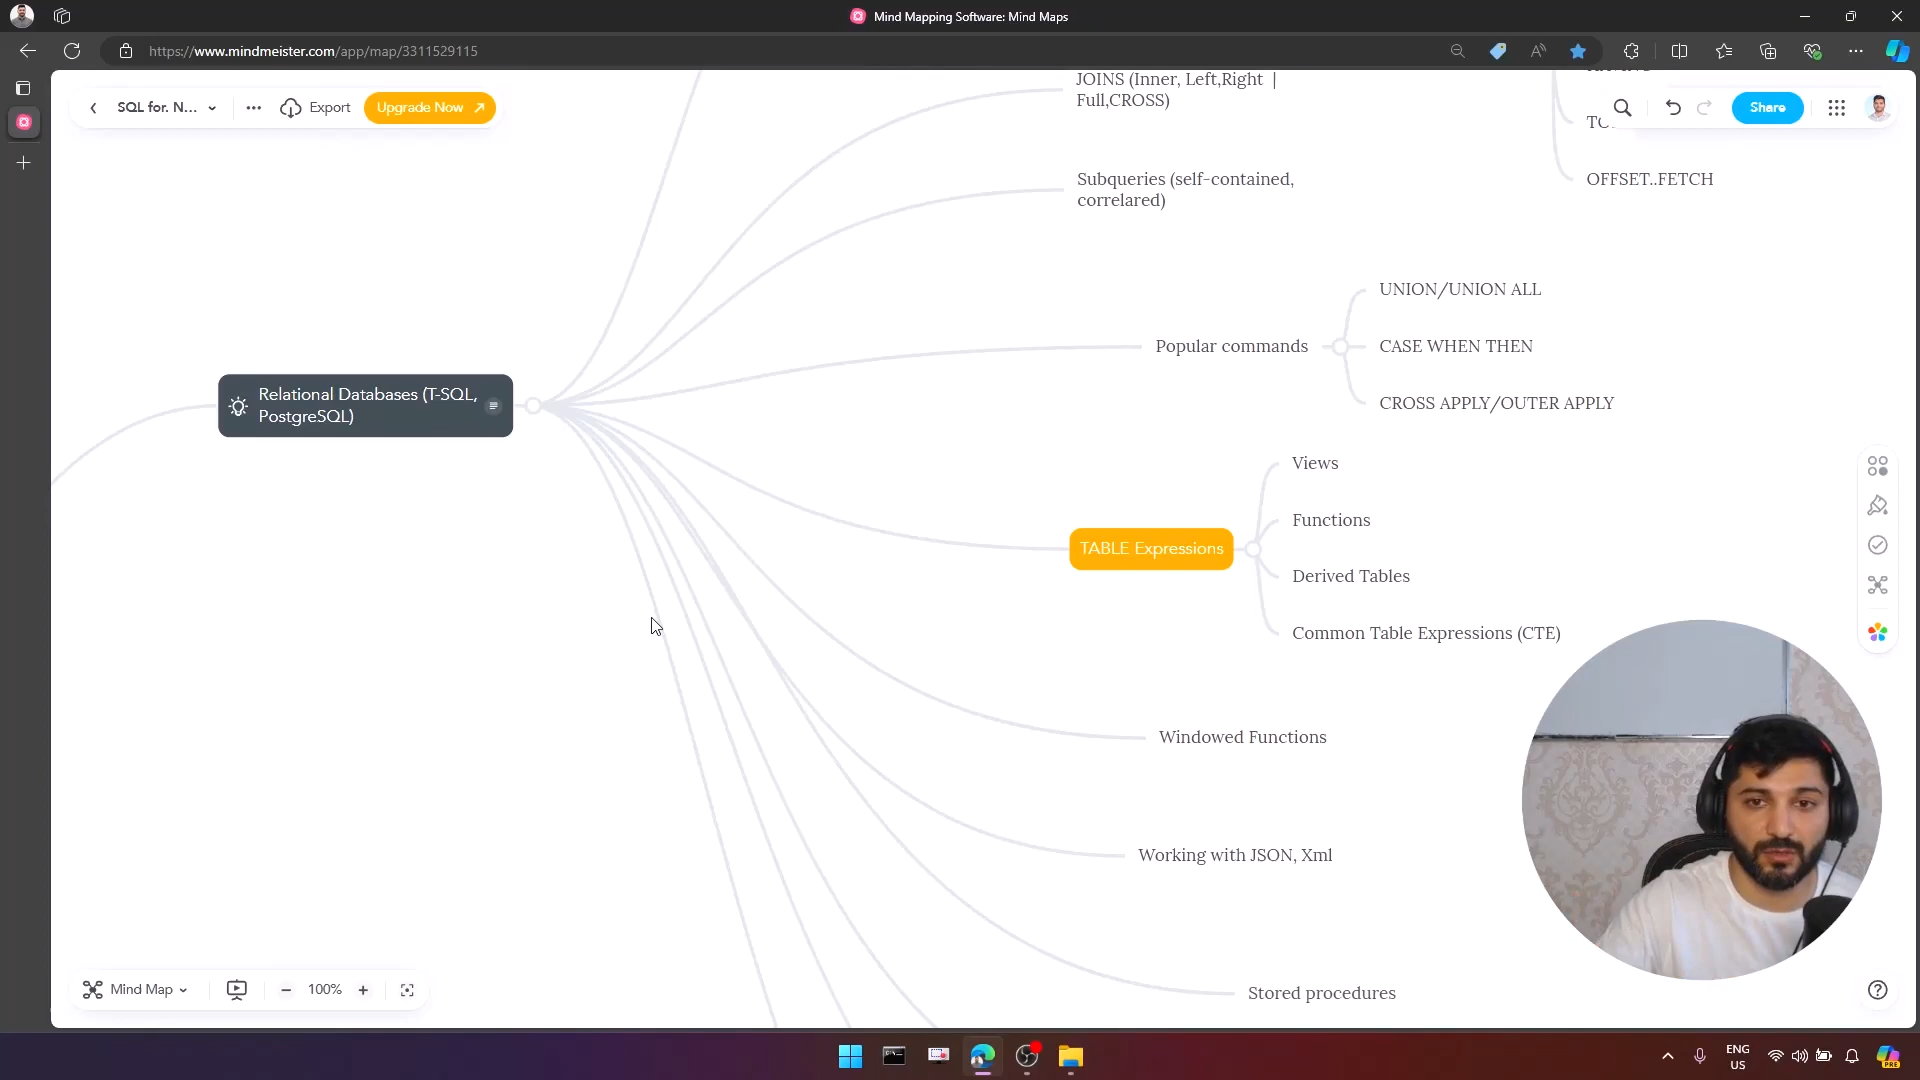 Mind Mapping Software: Mind Maps
https://www.mindmeister.com/app/map/3311529115
SQL for. N...
Export
Upgrade Now
Share
JOINS (Inner, Left,Right |
Full,CROSS)
OFFSET..FETCH
Subqueries (self-contained,
correlared)
UNION/UNION ALL
Popular commands
CASE WHEN THEN
CROSS APPLY/OUTER APPLY
Relational Databases (T-SQL,
PostgreSQL)
Views
Functions
TABLE Expressions
Derived Tables
Common Table Expressions (CTE)
Windowed Functions
Working with JSON, Xml
Stored procedures
Mind Map
100%
ENG
US
PRE